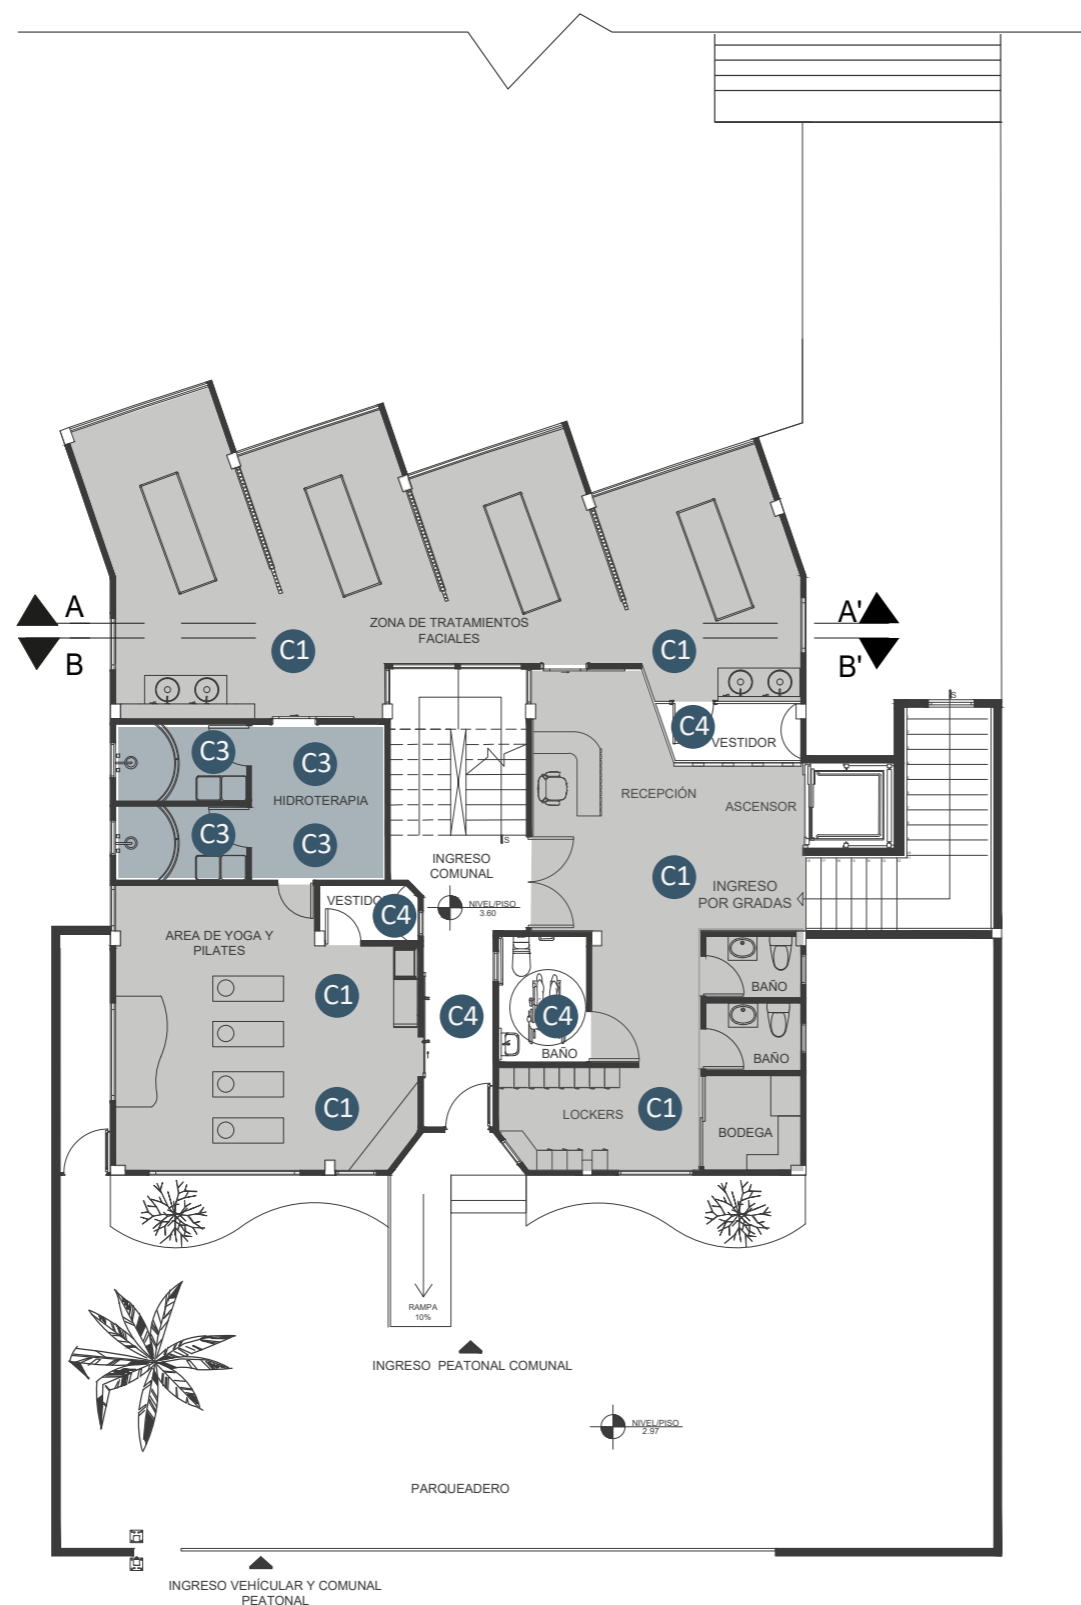 A
A'
ZONA DE TRATAMIENTOS
FACIALES
C1
C1
B
B'
S
C4
VESTIDOR
C3
C3
HIDROTERAPIA
RECEPCIÓN
ASCENSOR
C3
C3
S
INGRESO
COMUNAL
C1
INGRESO
POR GRADAS
VESTIDO
C4
NIVEL/PISO
3.60
AREA DE YOGA Y
PILATES
C1
C4
C4
BAÑO
BAÑO
BAÑO
C1
LOCKERS
C1
BODEGA
RAMPA
10%
INGRESO PEATONAL COMUNAL
NIVEL/PISO
2.97
PARQUEADERO
INGRESO VEHÍCULAR Y COMUNAL
PEATONAL